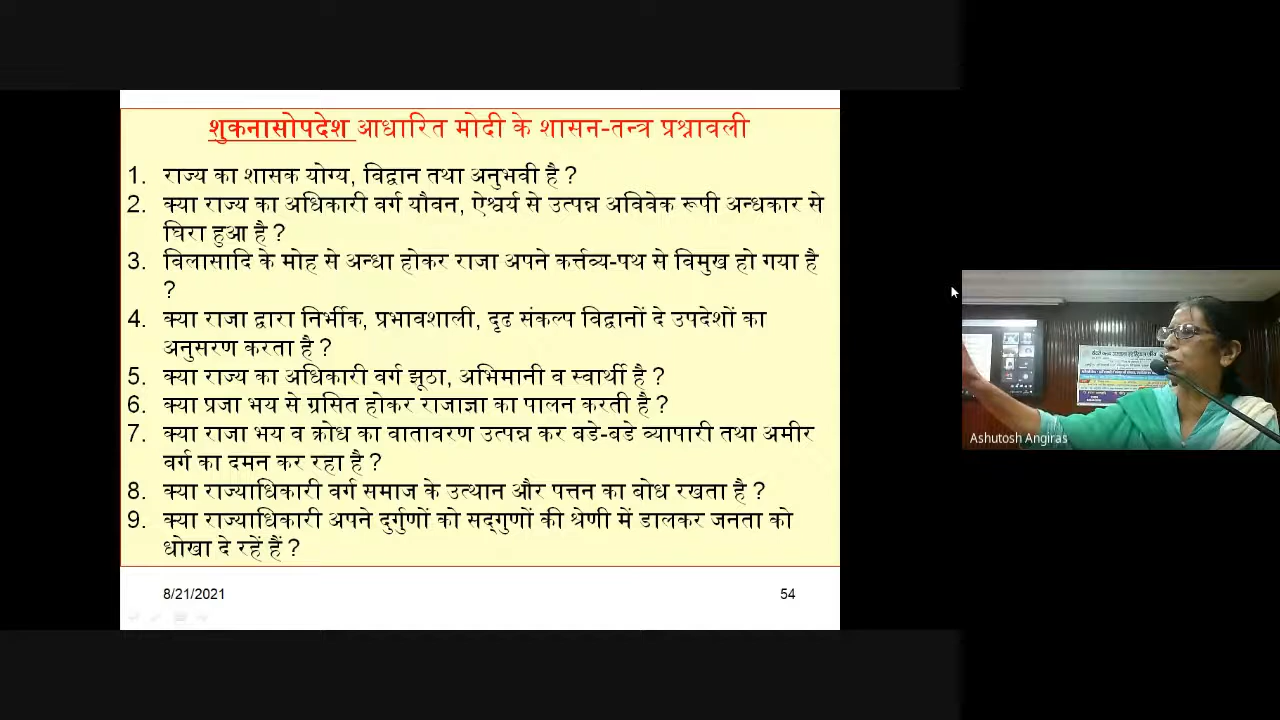 शुकनासोपदेश आधारित मोदी के शासन-तन्त्र प्रश्नावली
1. राज्य का शासक योग्य, विद्वान तथा अनुभवी है ?
2. क्या राज्य का अधिकारी वर्ग यौवन, ऐश्वर्य से उत्पन्न अविवेक रूपी अन्धकार से
घिरा हुआ है ?
3. विलासादि के मोह से अन्धा होकर राजा अपने कर्त्तव्य-पथ से विमुख हो गया है
?
4. क्या राजा द्वारा निर्भीक, प्रभावशाली, दृढ संकल्प विद्वानों दे उपदेशों का
अनुसरण करता है ?
5. क्या राज्य का अधिकारी वर्ग झूठा, अभिमानी व स्वार्थी है ?
6. क्या प्रजा भय से ग्रसित होकर राजाज्ञा का पालन करती है ?
7. क्या राजा भय व क्रोध का वातावरण उत्पन्न कर बडे-बडे व्यापारी तथा अमीर
वर्ग का दमन कर रहा है ?
8. क्या राज्याधिकारी वर्ग समाज के उत्थान और पत्तन का बोध रखता है ?
9. क्या राज्याधिकारी अपने दुर्गुणों को सद्‌गुणों की श्रेणी में डालकर जनता को
धोखा दे रहें हैं ?
8/21/2021
54
Ashutosh Angiras